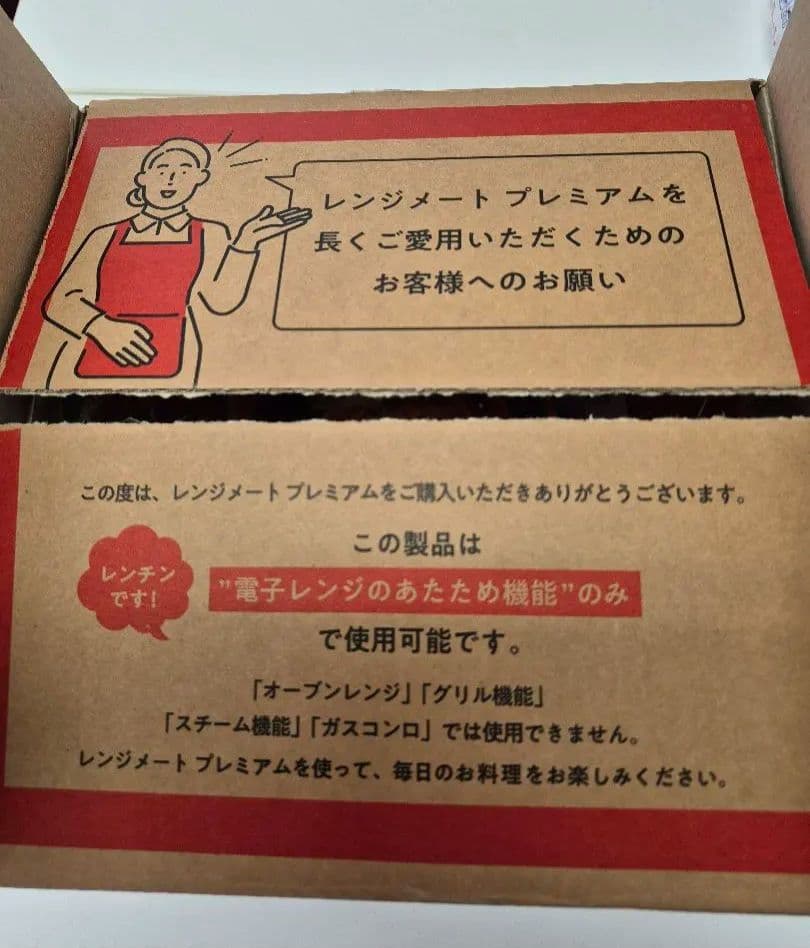 レンジメート プレミアムを
長くご愛用いただくための
お客様へのお願い
この度は、レンジメート プレミアムをご購入いただきありがとうございます。
この製品は
レンチン
です！
"電子レンジのあたため機能"のみ
で使用可能です。
「オーブンレンジ」「グリル機能」
「スチーム機能」「ガスコンロ」では使用できません。
レンジメート プレミアムを使って、毎日のお料理をお楽しみください。